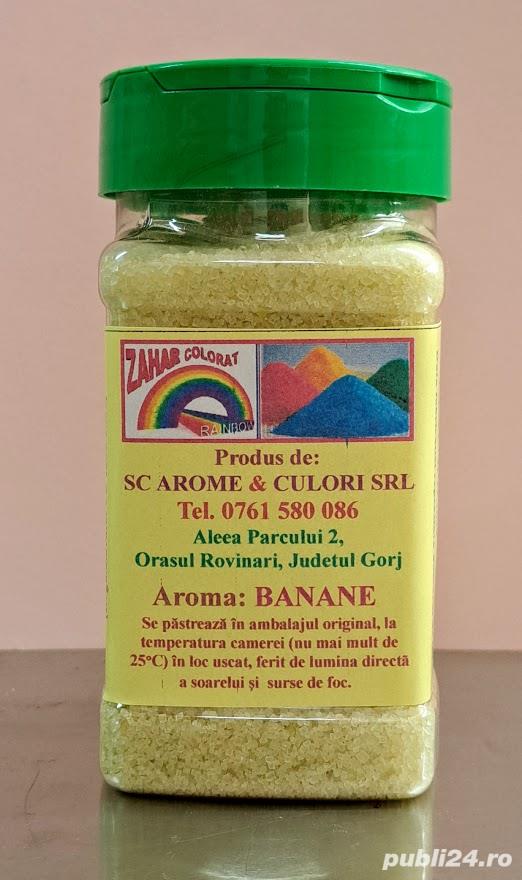 ZAHAR COLORAT
RAINBOW
Produs de:
SC AROME & CULORI SRL
Tel. 0761 580 086
Aleea Parcului 2,
Orasul Rovinari, Judetul Gorj
Aroma: BANANE
Se păstrează în ambalajul original, la
temperatura camerei (nu mai mult de
25°C) în loc uscat, ferit de lumina directă
a soarelui și surse de foc.
publi24.ro